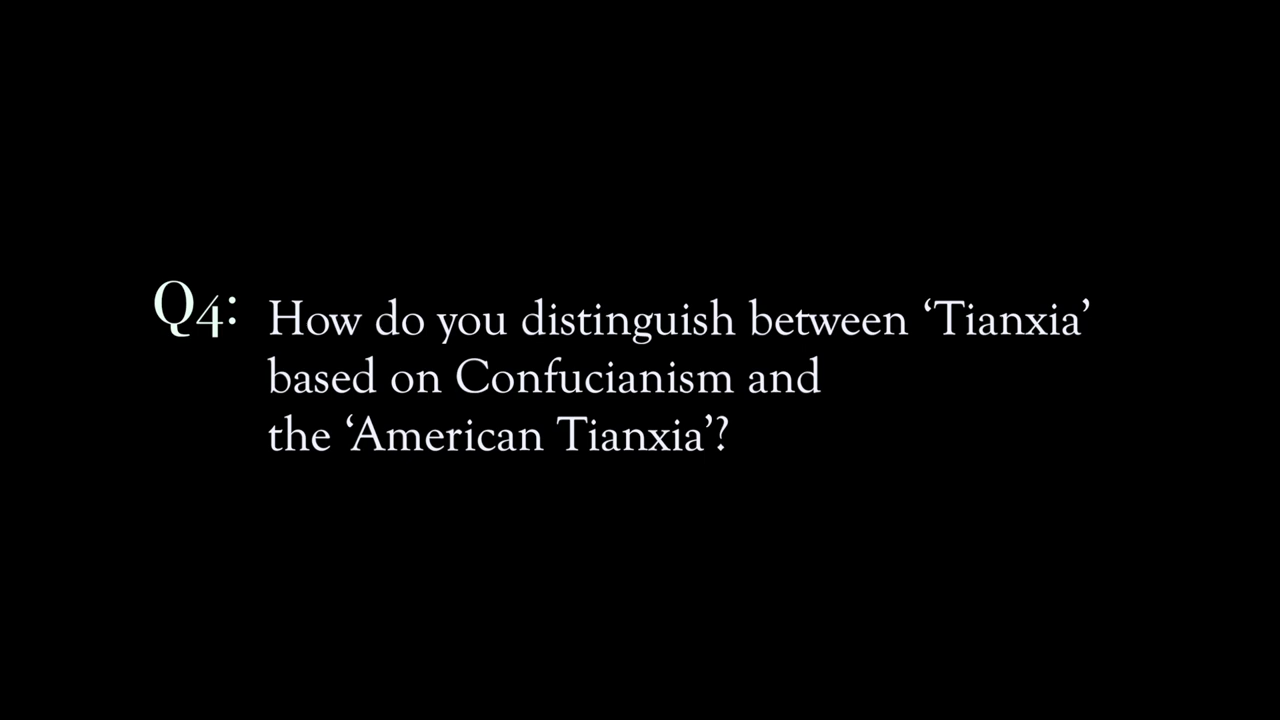 Q4: How do you distinguish between ‘Tianxia’
based on Confucianism and
the ‘American Tianxia’?